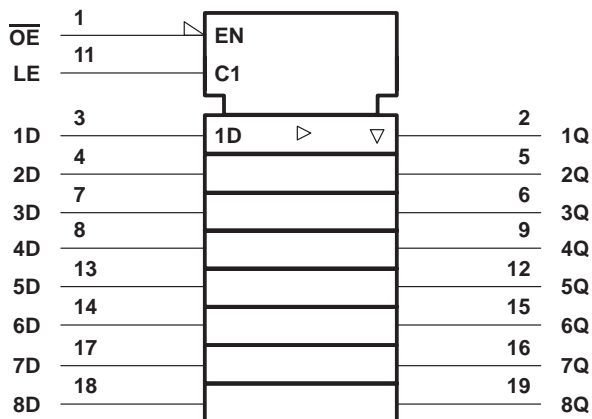 1
O̅E̅ EN
11
LE C1
3 2
1D 1D 1Q
4 5
2D 2Q
7 6
3D 3Q
8 9
4D 4Q
13 12
5D 5Q
14 15
6D 6Q
17 16
7D 7Q
18 19
8D 8Q